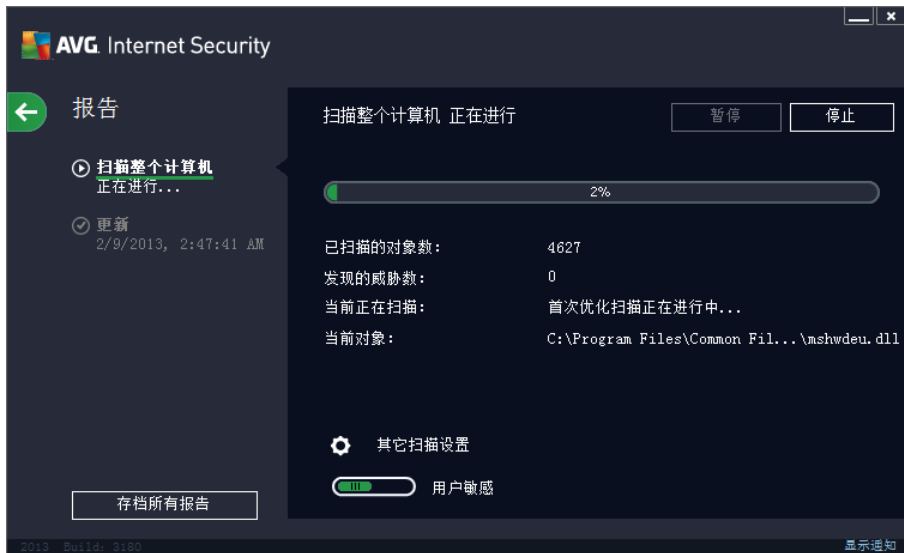 AVG. Internet Security
报告
扫描整个计算机
正在进行...
更新
2/9/2013, 2:47:41 AM
存档所有报告
扫描整个计算机 正在进行
暂停
停止
2%
已扫描的对象数: 4627
发现的威胁数: 0
当前正在扫描: 首次优化扫描正在进行中...
当前对象: C:\Program Files\Common Fil...\mshwdeu.dll
其它扫描设置
用户敏感
2013 Build: 3180
显示通知